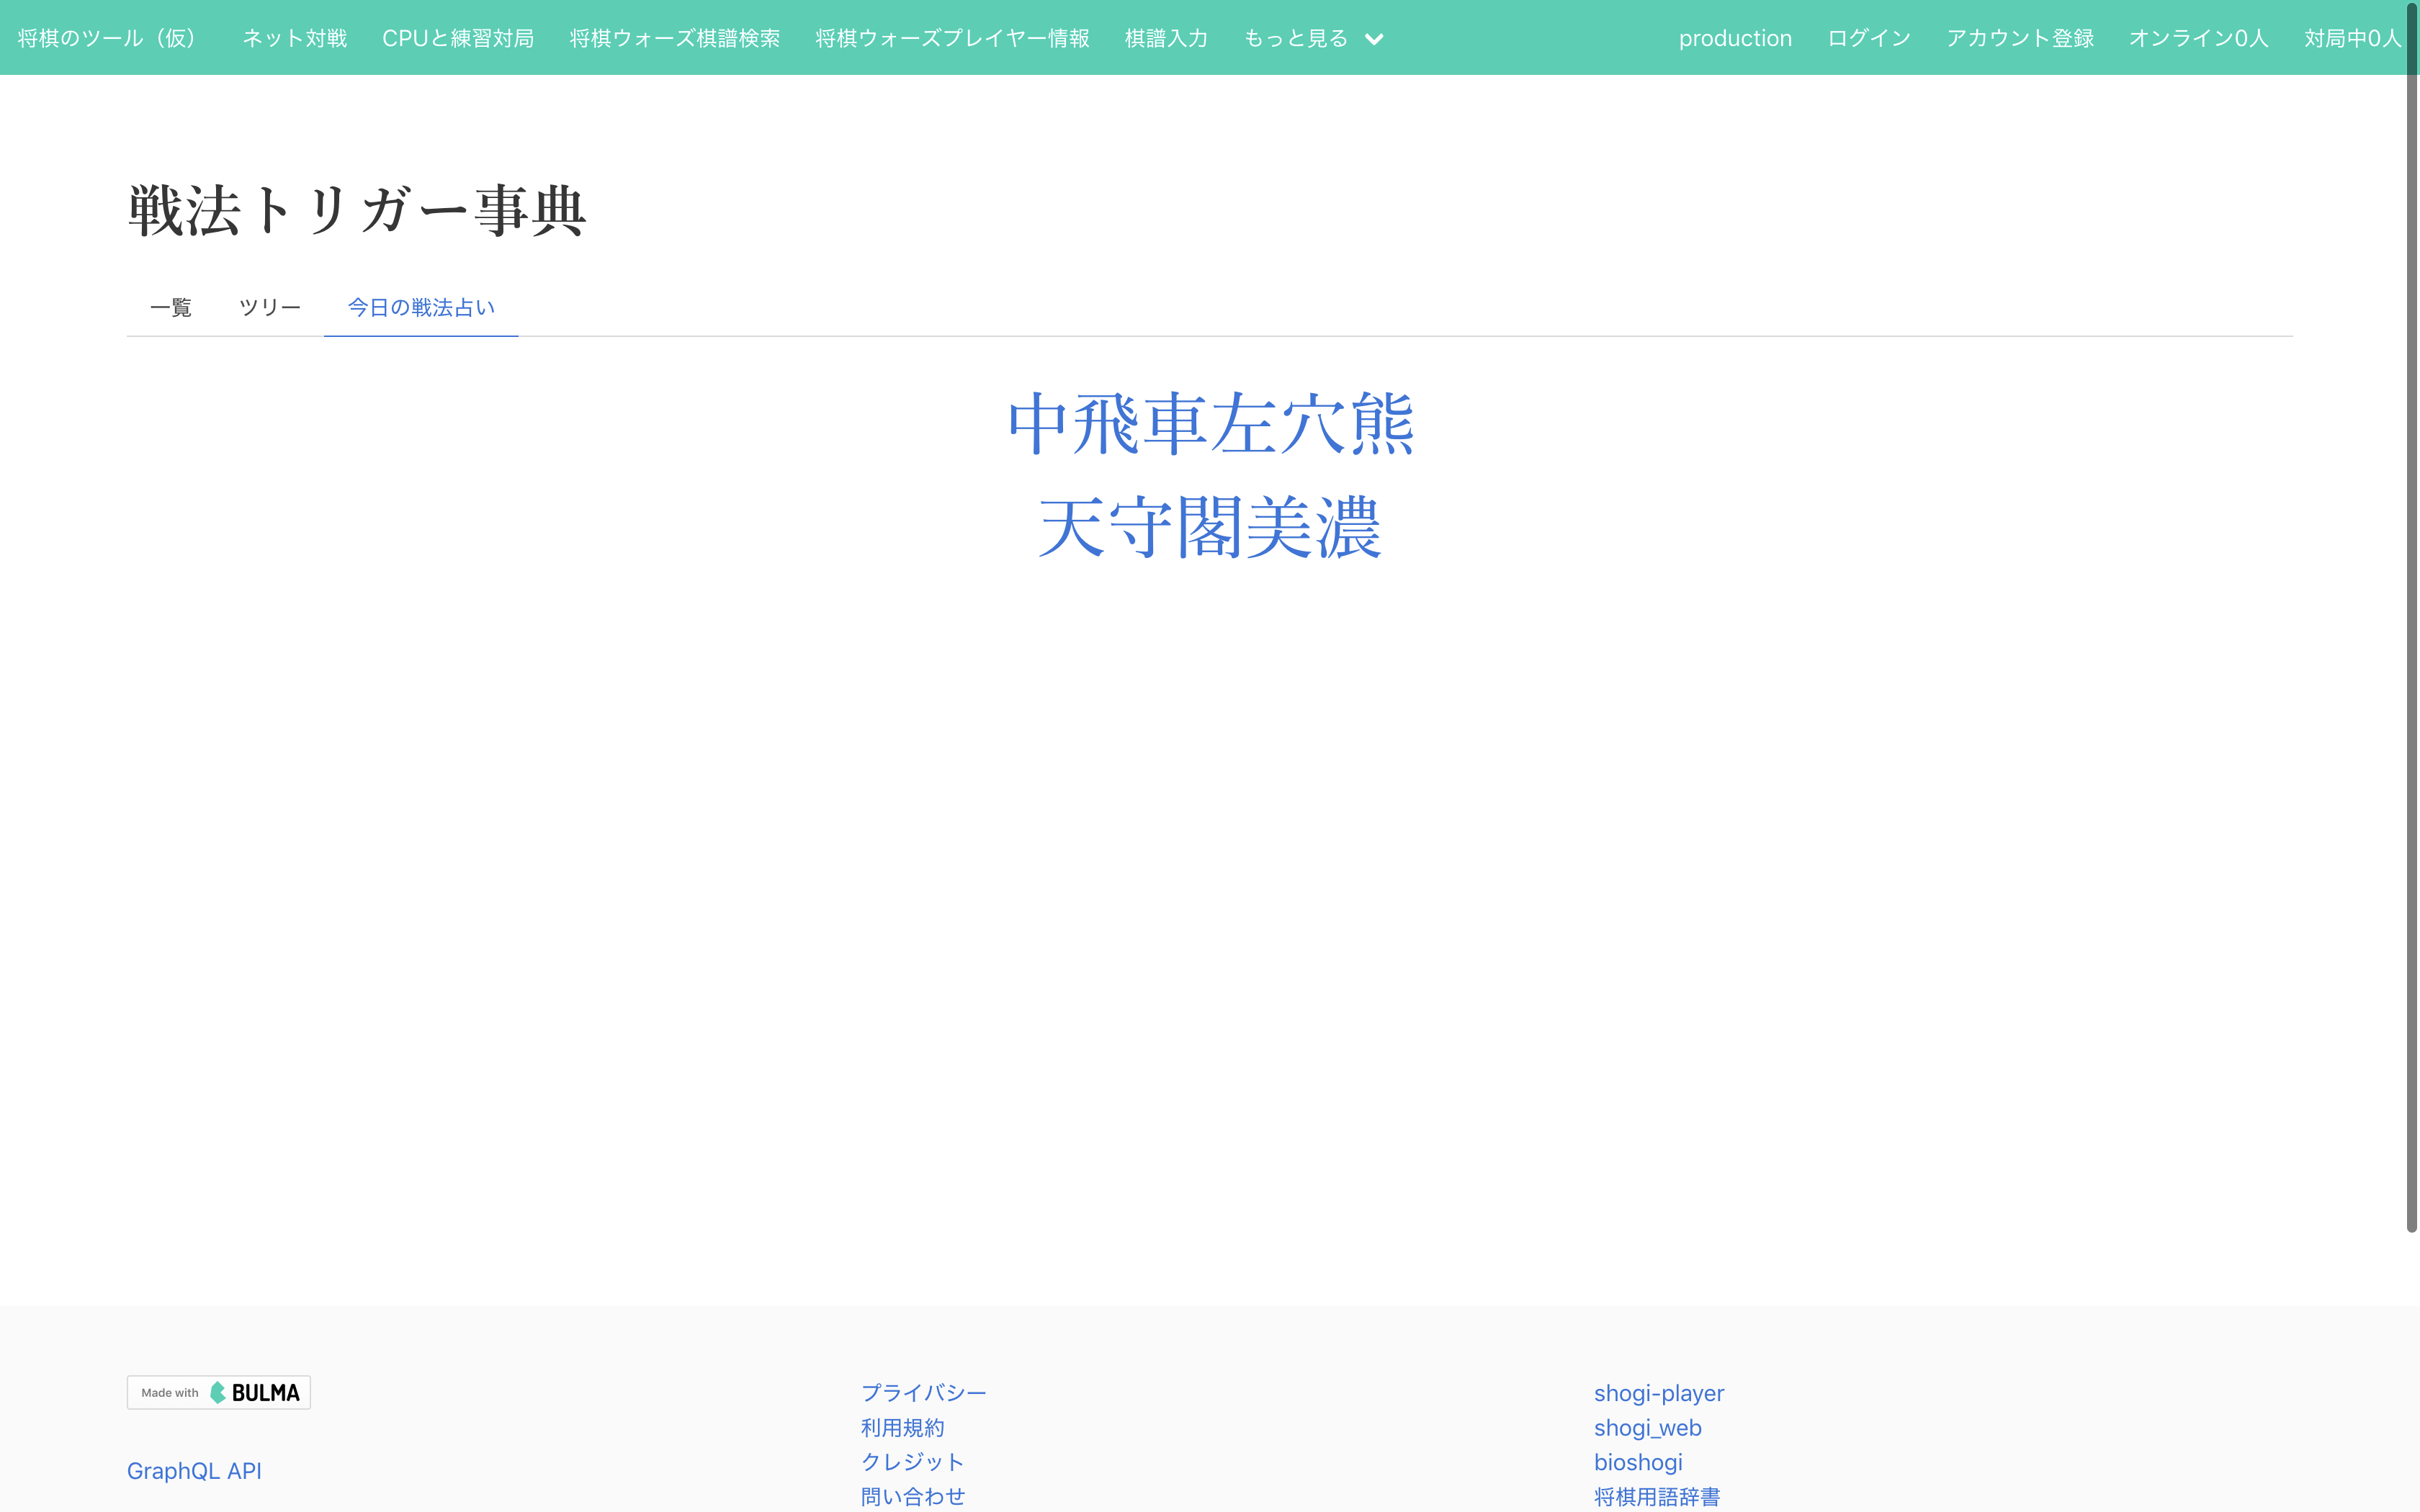 将棋のツール（仮） ネット対戦 CPUと練習対局 将棋ウォーズ棋譜検索 将棋ウォーズプレイヤー情報 棋譜入力 もっと見る production ログイン アカウント登録 オンライン0人 対局中0人
戦法トリガー事典
一覧 ツリー 今日の戦法占い
中飛車左穴熊
天守閣美濃
Made with BULMA
GraphQL API
プライバシー
利用規約
クレジット
問い合わせ
shogi-player
shogi_web
bioshogi
将棋用語辞書